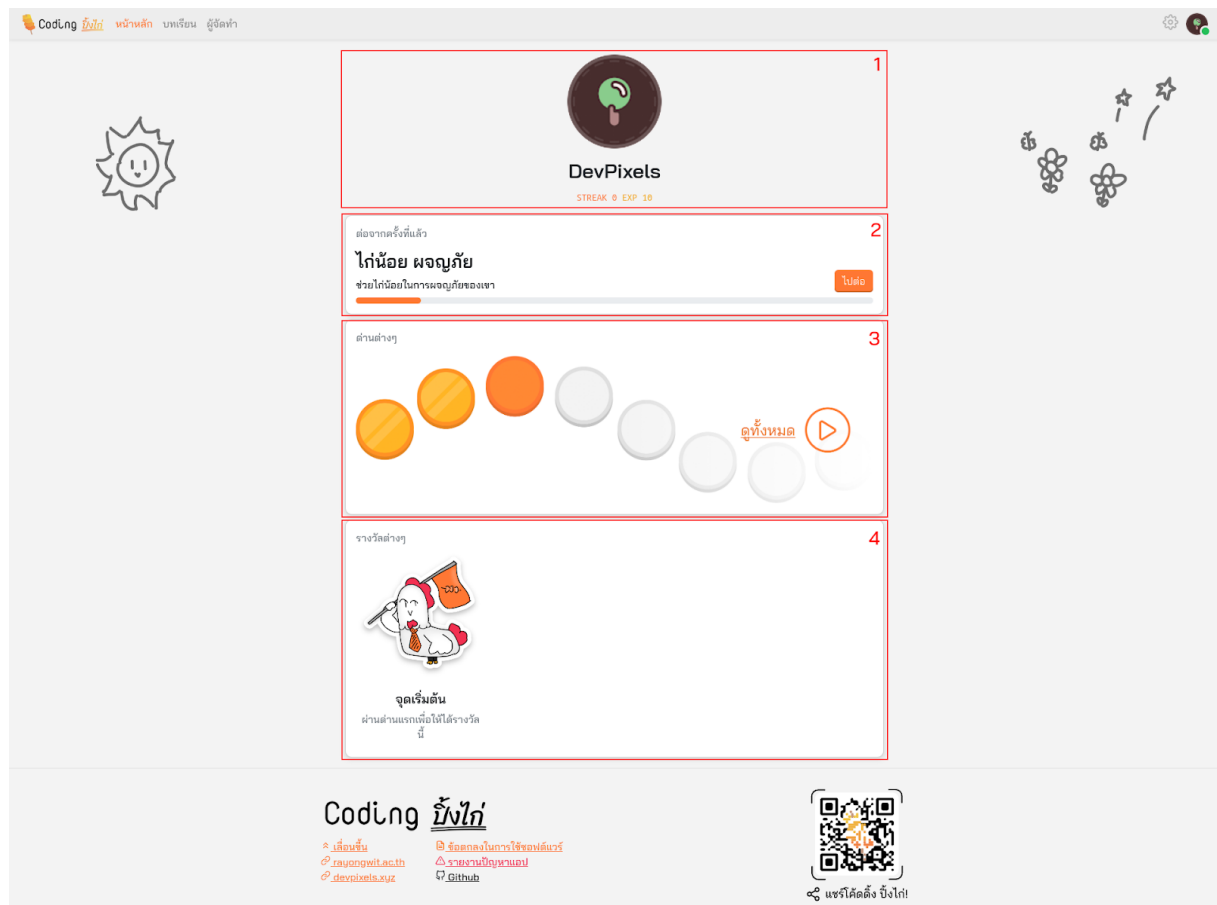 Coding ปิ้งไก่ หน้าหลัก บทเรียน ผู้จัดทำ
1
DevPixels
STREAK 0 EXP 10
2
ต่อจากครั้งที่แล้ว
ไก่น้อย ผจญภัย
ช่วยไก่น้อยในการผจญภัยของเขา
ไปต่อ
3
ด่านต่างๆ
ดูทั้งหมด
4
รางวัลต่างๆ
จุดเริ่มต้น
ผ่านด่านแรกเพื่อให้ได้รางวัล
นี้
Coding ปิ้งไก่
เลื่อนขึ้น
rayongwit.ac.th
devpixels.xyz
ข้อตกลงในการใช้ซอฟต์แวร์
รายงานปัญหาแอป
Github
แชร์โค้ดดิ้ง ปิ้งไก่!